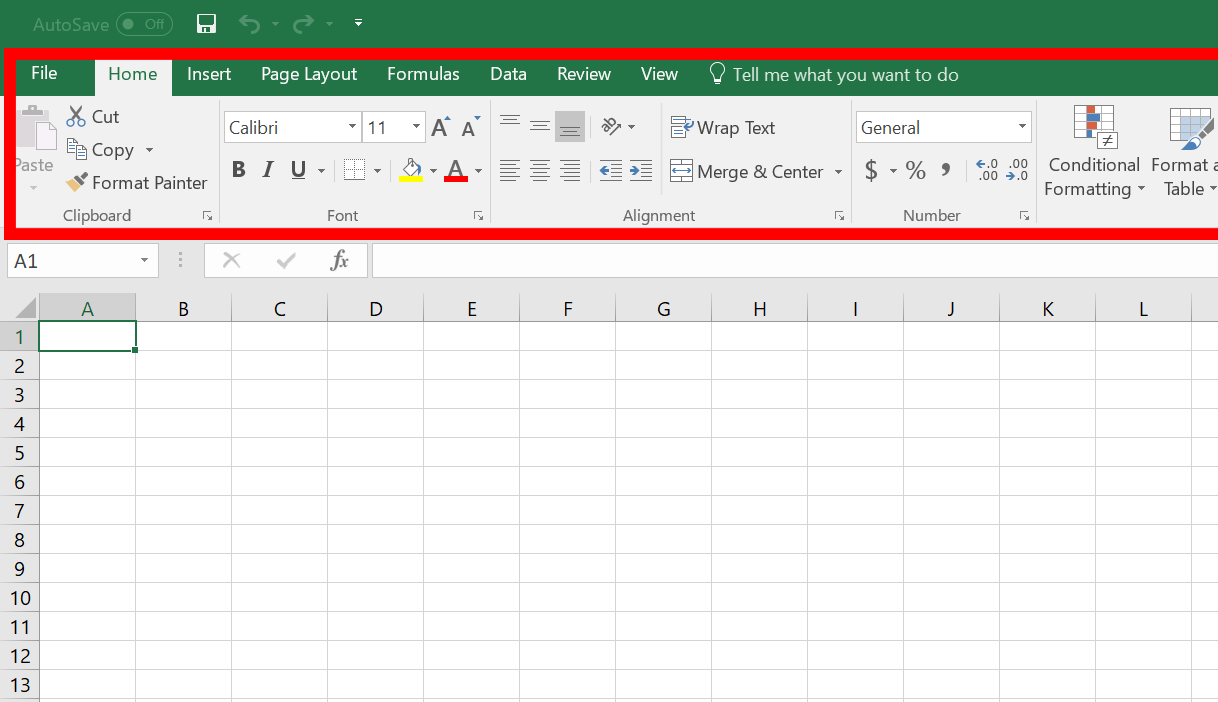 AutoSave Off
File Home Insert Page Layout Formulas Data Review View Tell me what you want to do
Cut
Copy
Paste
Format Painter
Clipboard
Calibri 11 A A
B I U A
Font
Wrap Text
Merge & Center
Alignment
General
$ % , .0 .00
.00 .0
Number
Conditional
Formatting
Format a
Table
A1 fx
A B C D E F G H I J K L
1
2
3
4
5
6
7
8
9
10
11
12
13